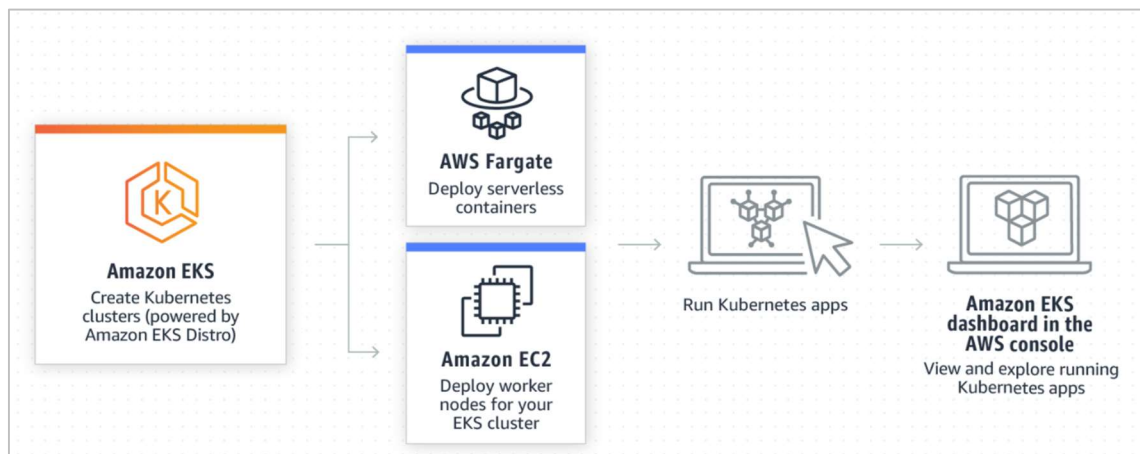 K
Amazon EKS
Create Kubernetes
clusters (powered by
Amazon EKS Distro)
AWS Fargate
Deploy serverless
containers
Amazon EC2
Deploy worker
nodes for your
EKS cluster
Run Kubernetes apps
Amazon EKS
dashboard in the
AWS console
View and explore running
Kubernetes apps